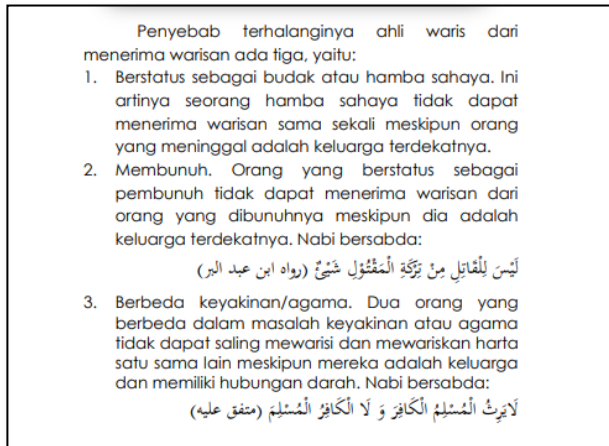 Penyebab terhalanginya ahli waris dari
menerima warisan ada tiga, yaitu:
1. Berstatus sebagai budak atau hamba sahaya. Ini
artinya seorang hamba sahaya tidak dapat
menerima warisan sama sekali meskipun orang
yang meninggal adalah keluarga terdekatnya.
2. Membunuh. Orang yang berstatus sebagai
pembunuh tidak dapat menerima warisan dari
orang yang dibunuhnya meskipun dia adalah
keluarga terdekatnya. Nabi bersabda:
لَيْسَ لِلْقَاتِلِ مِنْ تِرْكَةِ الْمَقْتُوْلِ شَيْئٌ (رواه ابن عبد البر)
3. Berbeda keyakinan/agama. Dua orang yang
berbeda dalam masalah keyakinan atau agama
tidak dapat saling mewarisi dan mewariskan harta
satu sama lain meskipun mereka adalah keluarga
dan memiliki hubungan darah. Nabi bersabda:
لَايَرِثُ الْمُسْلِمُ الْكَافِرَ وَ لَا الْكَافِرُ الْمُسْلِمَ (متفق عليه)